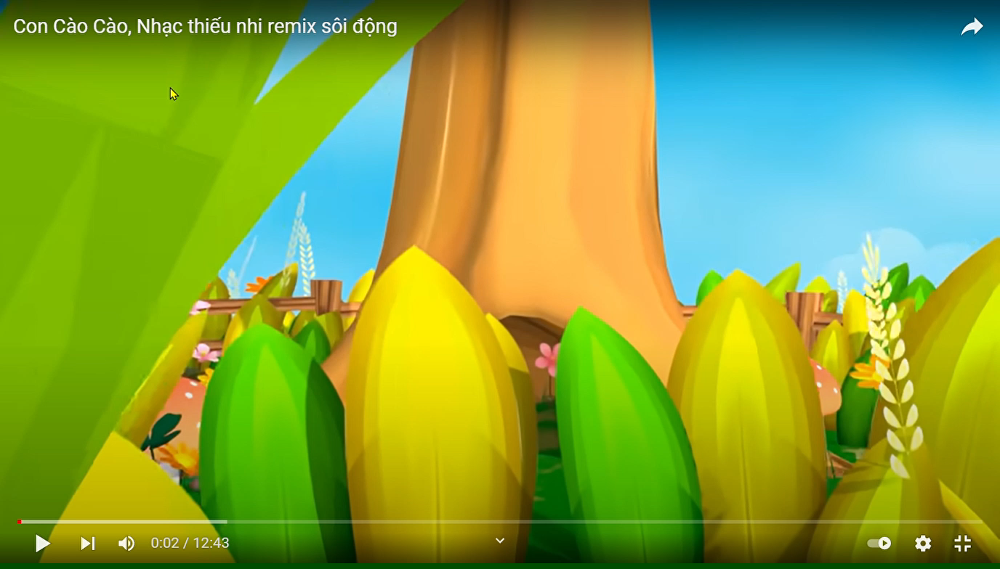 Con Cào Cào, Nhạc thiếu nhi remix sôi động
0:02 / 12:43